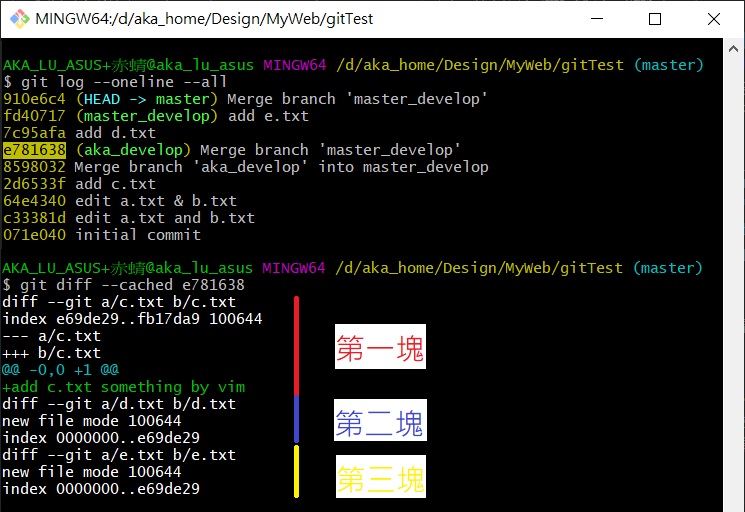 MINGW64:/d/aka_home/Design/MyWeb/gitTest
AKA_LU_ASUS+赤蜻@aka_lu_asus MINGW64 /d/aka_home/Design/MyWeb/gitTest (master)
$ git log --oneline --all
910e6c4 (HEAD -> master) Merge branch 'master_develop'
fd40717 (master_develop) add e.txt
7c95afa add d.txt
e781638 (aka_develop) Merge branch 'master_develop'
8598032 Merge branch 'aka_develop' into master_develop
2d6533f add c.txt
64e4340 edit a.txt & b.txt
c33381d edit a.txt and b.txt
071e040 initial commit
AKA_LU_ASUS+赤蜻@aka_lu_asus MINGW64 /d/aka_home/Design/MyWeb/gitTest (master)
$ git diff --cached e781638
diff --git a/c.txt b/c.txt
index e69de29..fb17da9 100644
--- a/c.txt
+++ b/c.txt
@@ -0,0 +1 @@
+add c.txt something by vim
第一塊
diff --git a/d.txt b/d.txt
new file mode 100644
index 0000000..e69de29
第二塊
diff --git a/e.txt b/e.txt
new file mode 100644
index 0000000..e69de29
第三塊